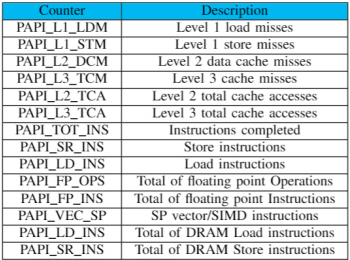 Counter Description
PAPI_L1_LDM Level 1 load misses
PAPI_L1_STM Level 1 store misses
PAPI_L2_DCM Level 2 data cache misses
PAPI_L3_TCM Level 3 cache misses
PAPI_L2_TCA Level 2 total cache accesses
PAPI_L3_TCA Level 3 total cache accesses
PAPI_TOT_INS Instructions completed
PAPI_SR_INS Store instructions
PAPI_LD_INS Load instructions
PAPI_FP_OPS Total of floating point Operations
PAPI_FP_INS Total of floating point Instructions
PAPI_VEC_SP SP vector/SIMD instructions
PAPI_LD_INS Total of DRAM Load instructions
PAPI_SR_INS Total of DRAM Store instructions